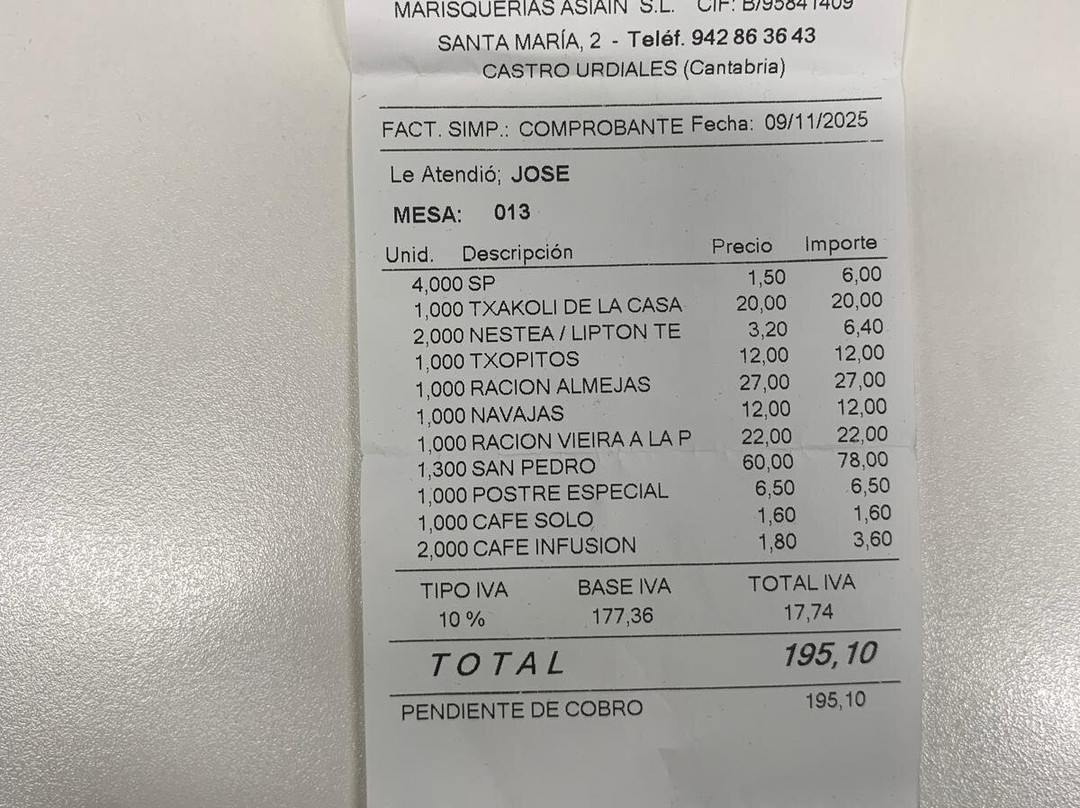 MARISQUERIAS ASIAIN S.L. CIF: B/95841409
SANTA MARÍA, 2 - Teléf. 942 86 36 43
CASTRO URDIALES (Cantabria)
FACT. SIMP.: COMPROBANTE Fecha: 09/11/2025
Le Atendió; JOSE
MESA: 013
Unid. Descripción Precio Importe
4,000 SP 1,50 6,00
1,000 TXAKOLI DE LA CASA 20,00 20,00
2,000 NESTEA / LIPTON TE 3,20 6,40
1,000 TXOPITOS 12,00 12,00
1,000 RACION ALMEJAS 27,00 27,00
1,000 NAVAJAS 12,00 12,00
1,000 RACION VIEIRA A LA P 22,00 22,00
1,300 SAN PEDRO 60,00 78,00
1,000 POSTRE ESPECIAL 6,50 6,50
1,000 CAFE SOLO 1,60 1,60
2,000 CAFE INFUSION 1,80 3,60
TIPO IVA BASE IVA TOTAL IVA
10 % 177,36 17,74
TOTAL 195,10
PENDIENTE DE COBRO 195,10